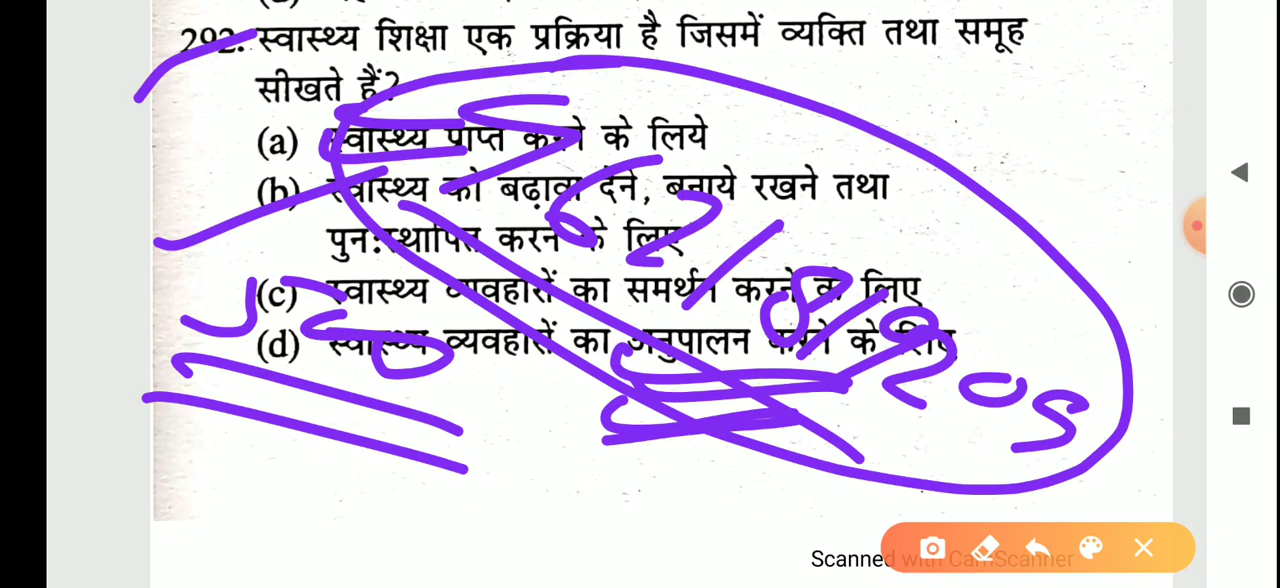 292. स्वास्थ्य शिक्षा एक प्रक्रिया है जिसमें व्यक्ति तथा समूह
सीखते हैं?
(a) स्वास्थ्य प्राप्त करने के लिये
(b) स्वास्थ्य को बढ़ावा देने, बनाये रखने तथा
पुनःस्थापित करने के लिए
(c) स्वास्थ्य व्यवहारों का समर्थन करने के लिए
(d) स्वास्थ्य व्यवहारों का अनुपालन करने के लिए
Scanned with CamScanner